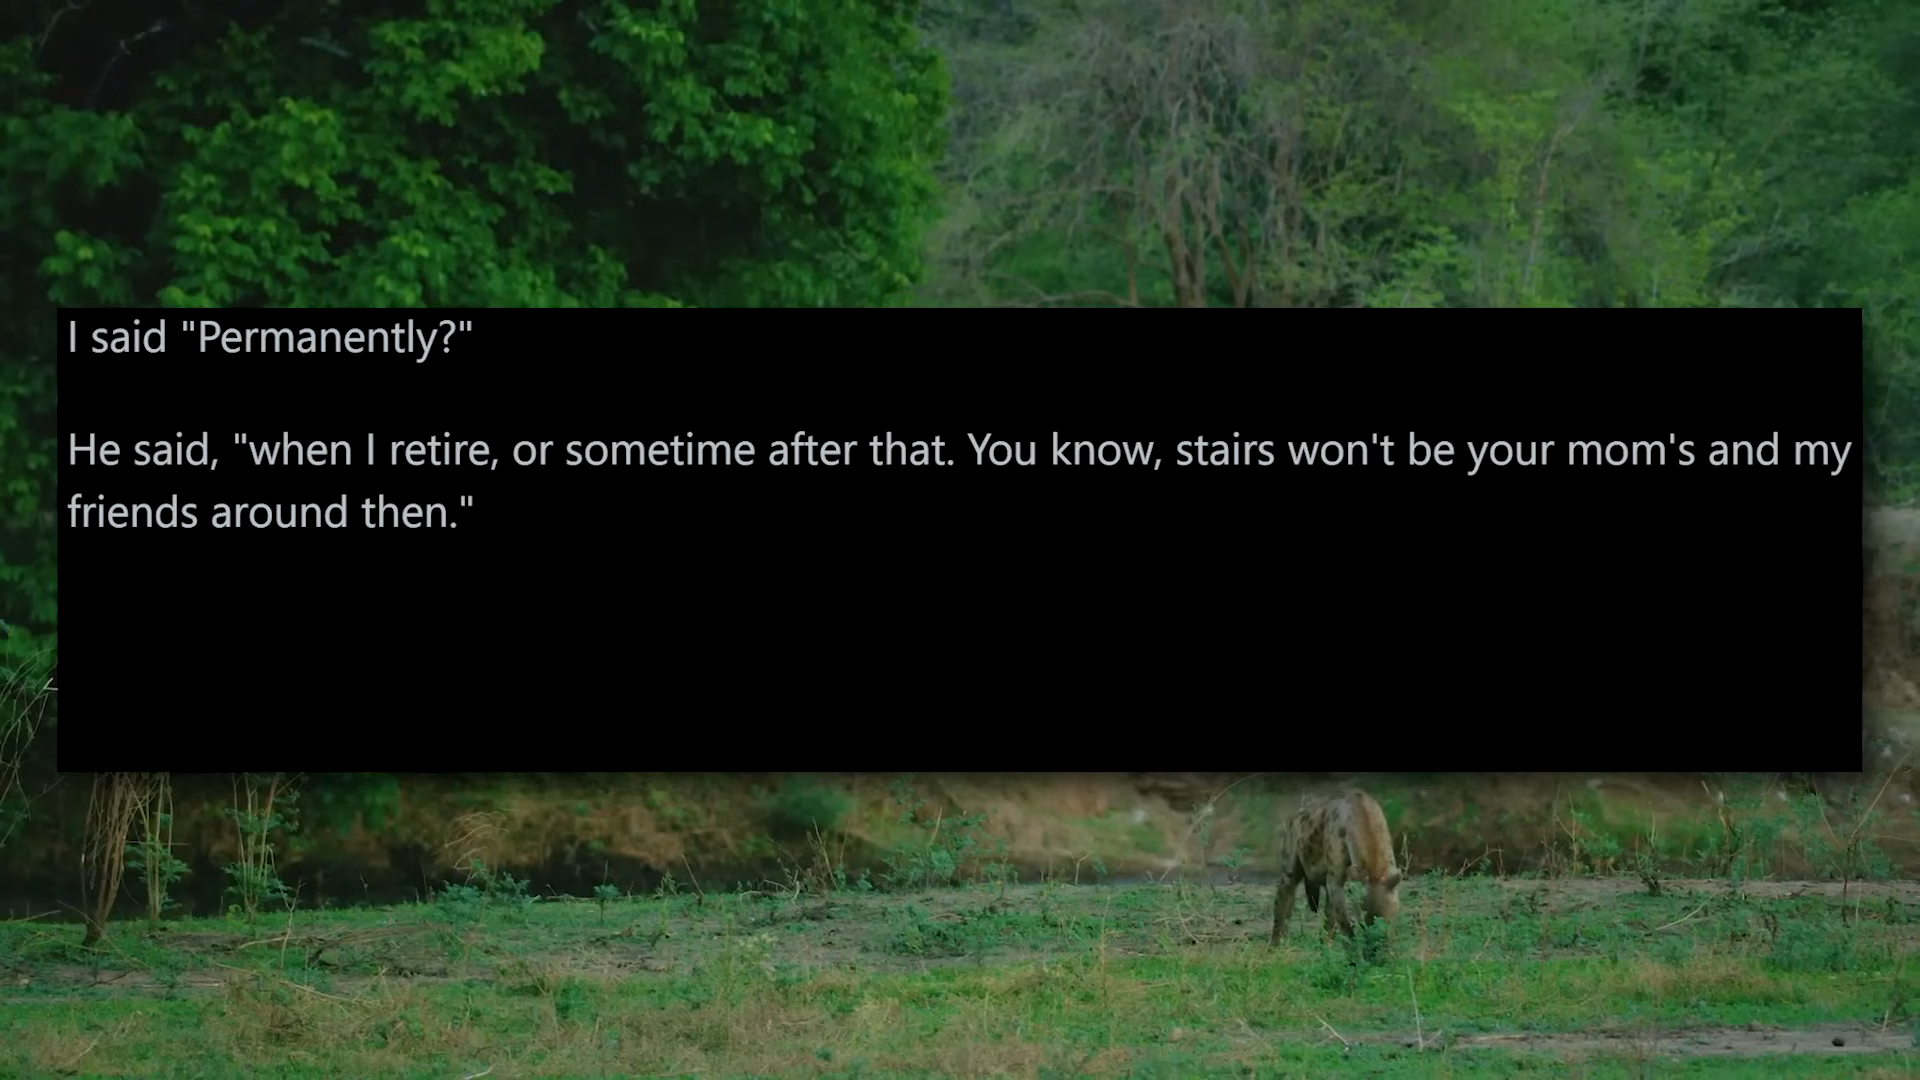 I said "Permanently?"
He said, "when I retire, or sometime after that. You know, stairs won't be your mom's and my
friends around then."